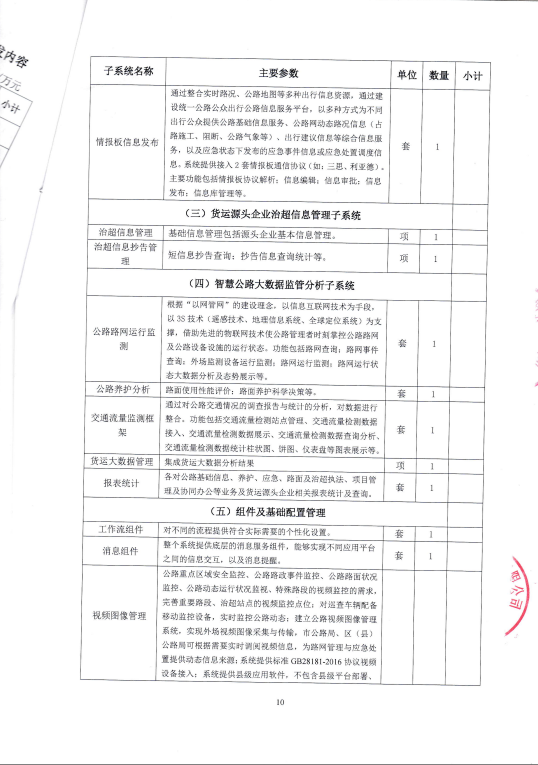 发内容
万元
小计
子系统名称 主要参数 单位 数量 小计
通过整合实时路况、公路地图等多种出行信息资源，通过建
设统一公路公众出行公路信息服务平台，以多种方式为不同
出行公众提供公路基础信息服务、公路网动态路况信息（占
路施工、阻断、公路气象等）、出行建议信息等综合信息服
情报板信息发布 务，以及应急状态下发布的应急事件信息或应急处置调度信 套 1
息。系统提供接入2套情报板通信协议（如：三思、利亚德）。
主要功能包括情报板协议解析；信息编辑；信息审批；信息
发布；信息库管理等。
（三）货运源头企业治超信息管理子系统
治超信息管理 基础信息管理包括源头企业基本信息管理。 项 1
治超信息抄告管
理 短信息抄告查询；抄告信息查询统计等。 项 1
（四）智慧公路大数据监管分析子系统
根据“以网管网”的建设理念，以信息互联网技术为手段，
以3S技术（遥感技术、地理信息系统、全球定位系统）为支
公路路网运行监 撑，借助先进的物联网技术使公路管理者时刻掌控公路路网
测 及公路设备设施的运行状态。功能包括路网查询；路网事件 套 1
查询；外场监测设备运行监测；路网运行监测；路网运行状
态大数据分析及态势展示等。
公路养护分析 路面使用性能评价；路面养护科学决策等。 套 1
通过对公路交通情况的调查报告与统计的分析，对数据进行
交通流量监测框 整合。功能包括交通流量检测站点管理、交通流量检测数据
架 接入、交通流量检测数据展示、交通流量检测数据查询分析、 套 1
交通流量检测数据统计柱状图、饼图、仪表盘等图表展示等。
货运大数据管理 集成货运大数据分析结果 项 1
报表统计 各对公路基础信息、养护、应急、路面及治超执法、项目管 套 1
理及协同办公等业务及货运源头企业相关报表统计及查询。
（五）组件及基础配置管理
工作流组件 对不同的流程提供符合实际需要的个性化设置。 套 1
消息组件 整个系统提供底层的消息服务组件，能够实现不同应用平台 套 1
之间的信息交互，以及消息提醒。
公路重点区域安全监控、公路路政事件监控、公路路面状况
监控、公路动态运行状况监视、特殊路段的视频监控的需求，
完善重要路段、治超站点的视频监控点位；对巡查车辆配备
视频图像管理 移动监控设备，实时监控公路动态；建立公路视频图像管理
系统，实现外场视频图像采集与传输，市公路局、区（县）
公路局可根据需要实时调阅视频信息，为路网管理与应急处
置提供动态信息来源；系统提供标准GB28181-2016协议视频
设备接入；系统提供县级应用软件，不包含县级平台部署、
公司
10